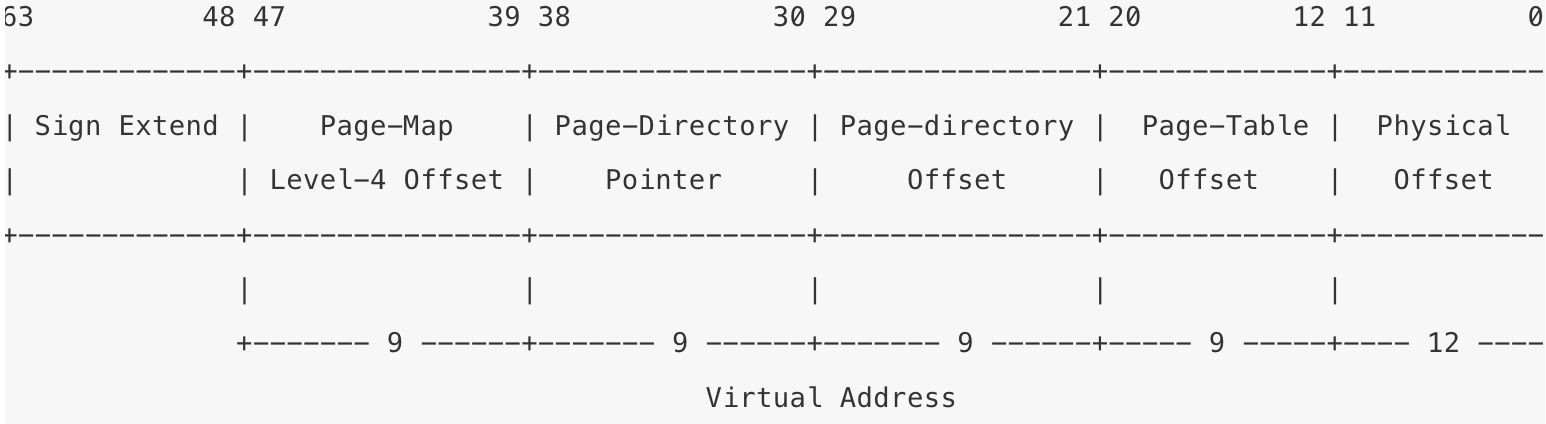 63          48 47          39 38          30 29          21 20          12 11          0
+-------------+----------------+----------------+----------------+-------------+------------
| Sign Extend |    Page-Map    | Page-Directory | Page-directory |  Page-Table |  Physical
|             | Level-4 Offset |    Pointer     |     Offset     |   Offset    |   Offset
+-------------+----------------+----------------+----------------+-------------+------------
              |                |                |                |             |
              +------- 9 ------+------- 9 ------+------- 9 ------+----- 9 -----+---- 12 ----
                                          Virtual Address